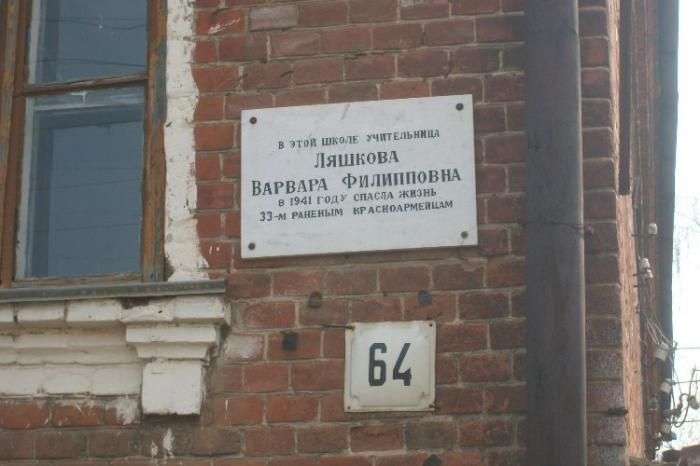 В ЭТОЙ ШКОЛЕ УЧИТЕЛЬНИЦА
ЛЯШКОВА
ВАРВАРА ФИЛИППОВНА
В 1941 ГОДУ СПАСЛА ЖИЗНЬ
33-М РАНЕНЫМ КРАСНОАРМЕЙЦАМ
64